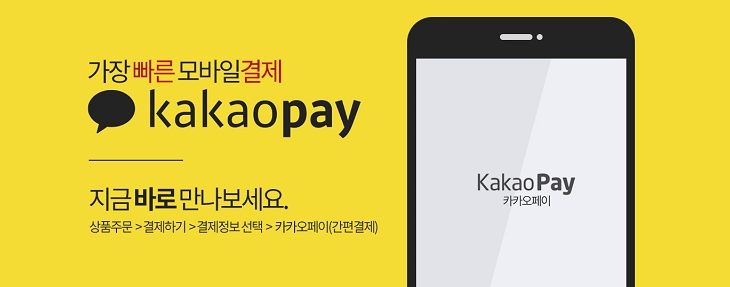 가장 빠른 모바일결제
kakaopay
지금 바로 만나보세요.
상품주문 > 결제하기 > 결제정보 선택 > 카카오페이(간편결제)
KakaoPay
카카오페이